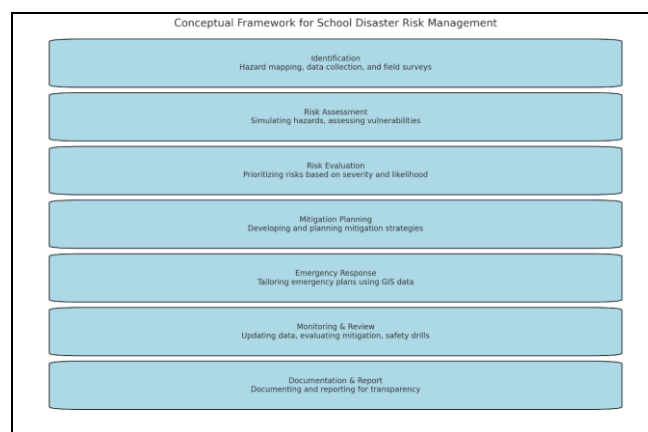 Conceptual Framework for School Disaster Risk Management
Identification
Hazard mapping, data collection, and field surveys
Risk Assessment
Simulating hazards, assessing vulnerabilities
Risk Evaluation
Prioritizing risks based on severity and likelihood
Mitigation Planning
Developing and planning mitigation strategies
Emergency Response
Tailoring emergency plans using GIS data
Monitoring & Review
Updating data, evaluating mitigation, safety drills
Documentation & Report
Documenting and reporting for transparency